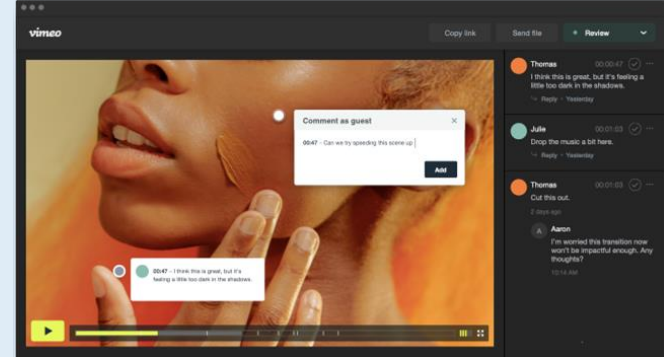 vimeo
Copy link
Send file
Review
Comment as guest
00:47 - Can we try speeding this scene up
Add
00:47 - I think this is great, but it's
feeling a little too dark in the shadows.
Thomas 00:00:47
I think this is great, but it's feeling a
little too dark in the shadows.
Reply · Yesterday
Julie 00:01:03
Drop the music a bit here.
Reply · Yesterday
Thomas 00:01:03
Cut this out.
2 days ago
A Aaron
I'm worried this transition now
won't be impactful enough. Any
thoughts?
10:14 AM